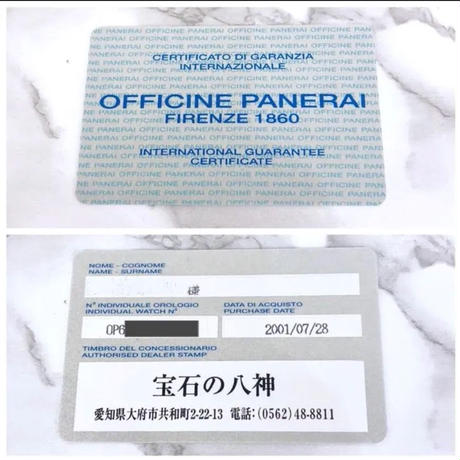 CERTIFICATO DI GARANZIA
INTERNAZIONALE
OFFICINE PANERAI
FIRENZE 1860
INTERNATIONAL GUARANTEE
CERTIFICATE
NOME - COGNOME
NAME - SURNAME
様
N° INDIVIDUALE OROLOGIO
INDIVIDUAL WATCH N°
OP6
DATA DI ACQUISTO
PURCHASE DATE
2001/07/28
TIMBRO DEL CONCESSIONARIO
AUTHORISED DEALER STAMP
宝石の八神
愛知県大府市共和町2-22-13 電話:(0562)48-8811